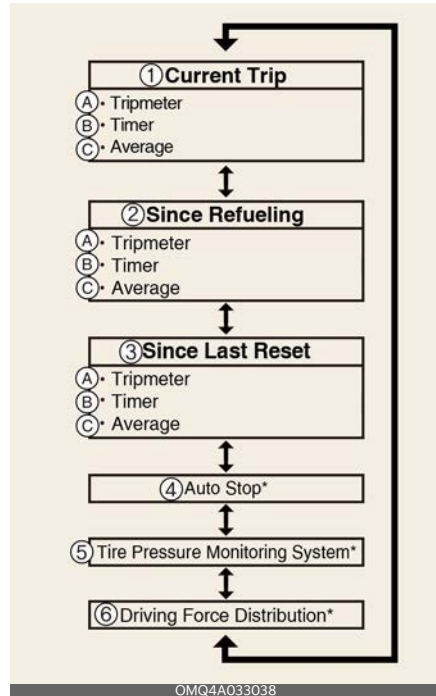 ①Current Trip
Ⓐ• Tripmeter
Ⓑ• Timer
Ⓒ• Average
②Since Refueling
Ⓐ• Tripmeter
Ⓑ• Timer
Ⓒ• Average
③Since Last Reset
Ⓐ• Tripmeter
Ⓑ• Timer
Ⓒ• Average
④Auto Stop*
⑤Tire Pressure Monitoring System*
⑥Driving Force Distribution*
OMQ4A033038